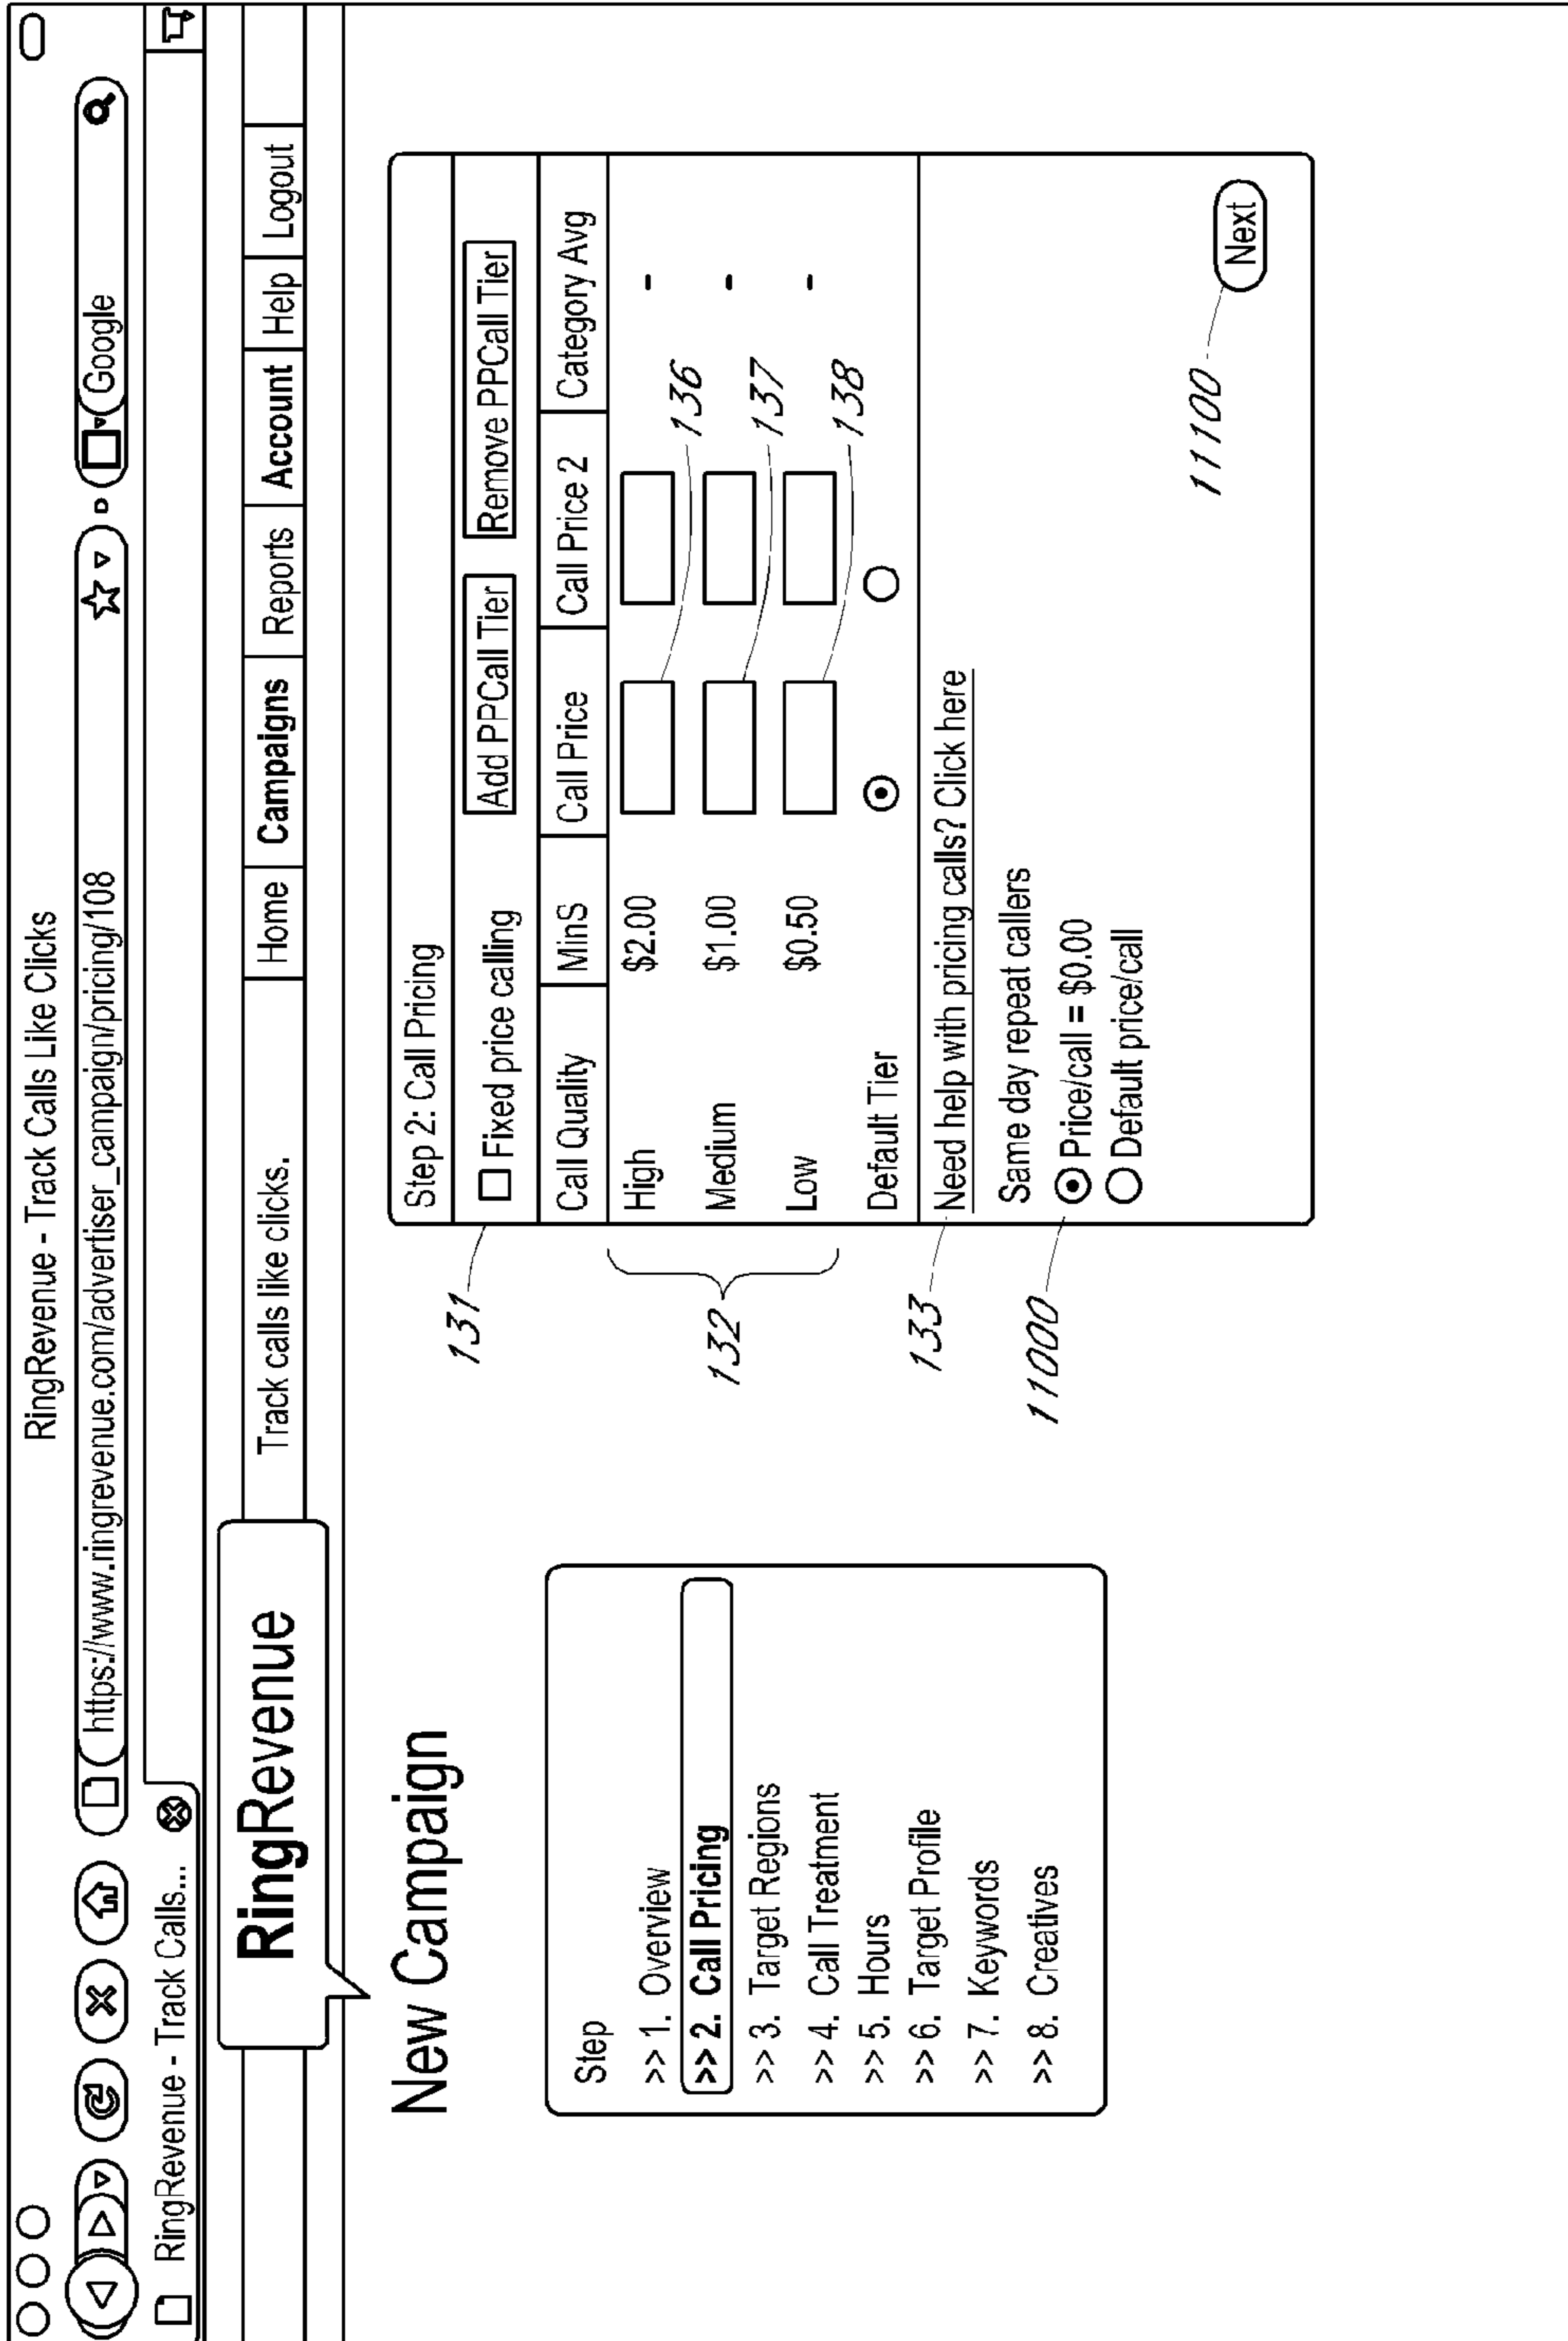 RingRevenue - Track Calls Like Clicks
https://www.ringrevenue.com/advertiser_campaign/pricing/108
Google
RingRevenue - Track Calls...
RingRevenue
Track calls like clicks.
Home Campaigns Reports Account Help Logout
New Campaign
Step
>> 1. Overview
>> 2. Call Pricing
>> 3. Target Regions
>> 4. Call Treatment
>> 5. Hours
>> 6. Target Profile
>> 7. Keywords
>> 8. Creatives
Step 2: Call Pricing
131
Fixed price calling Add PPCall Tier Remove PPCall Tier
Call Quality MinS Call Price Call Price 2 Category Avg
High $2.00 -
136
132
Medium $1.00 -
137
Low $0.50 -
138
Default Tier
133
Need help with pricing calls? Click here
Same day repeat callers
11000
Price/call = $0.00
Default price/call
11100
Next